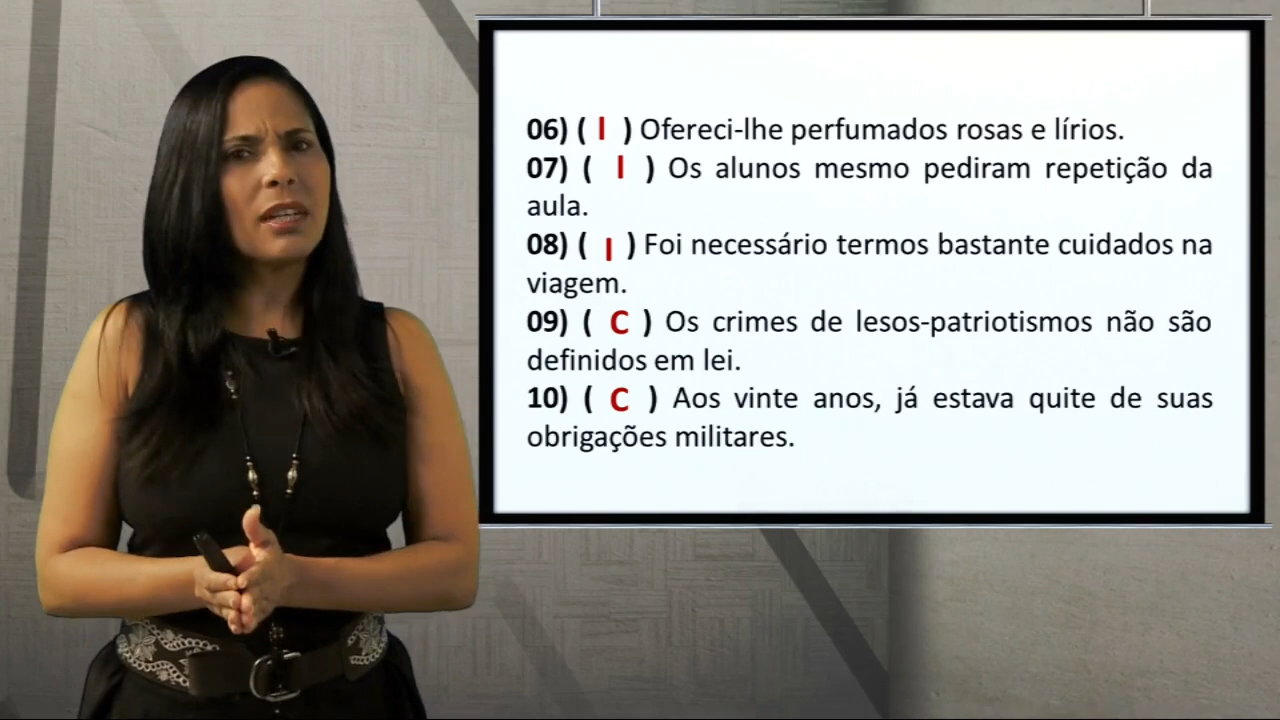 06) ( I ) Ofereci-lhe perfumados rosas e lírios.
07) ( I ) Os alunos mesmo pediram repetição da
aula.
08) ( I ) Foi necessário termos bastante cuidados na
viagem.
09) ( C ) Os crimes de lesos-patriotismos não são
definidos em lei.
10) ( C ) Aos vinte anos, já estava quite de suas
obrigações militares.